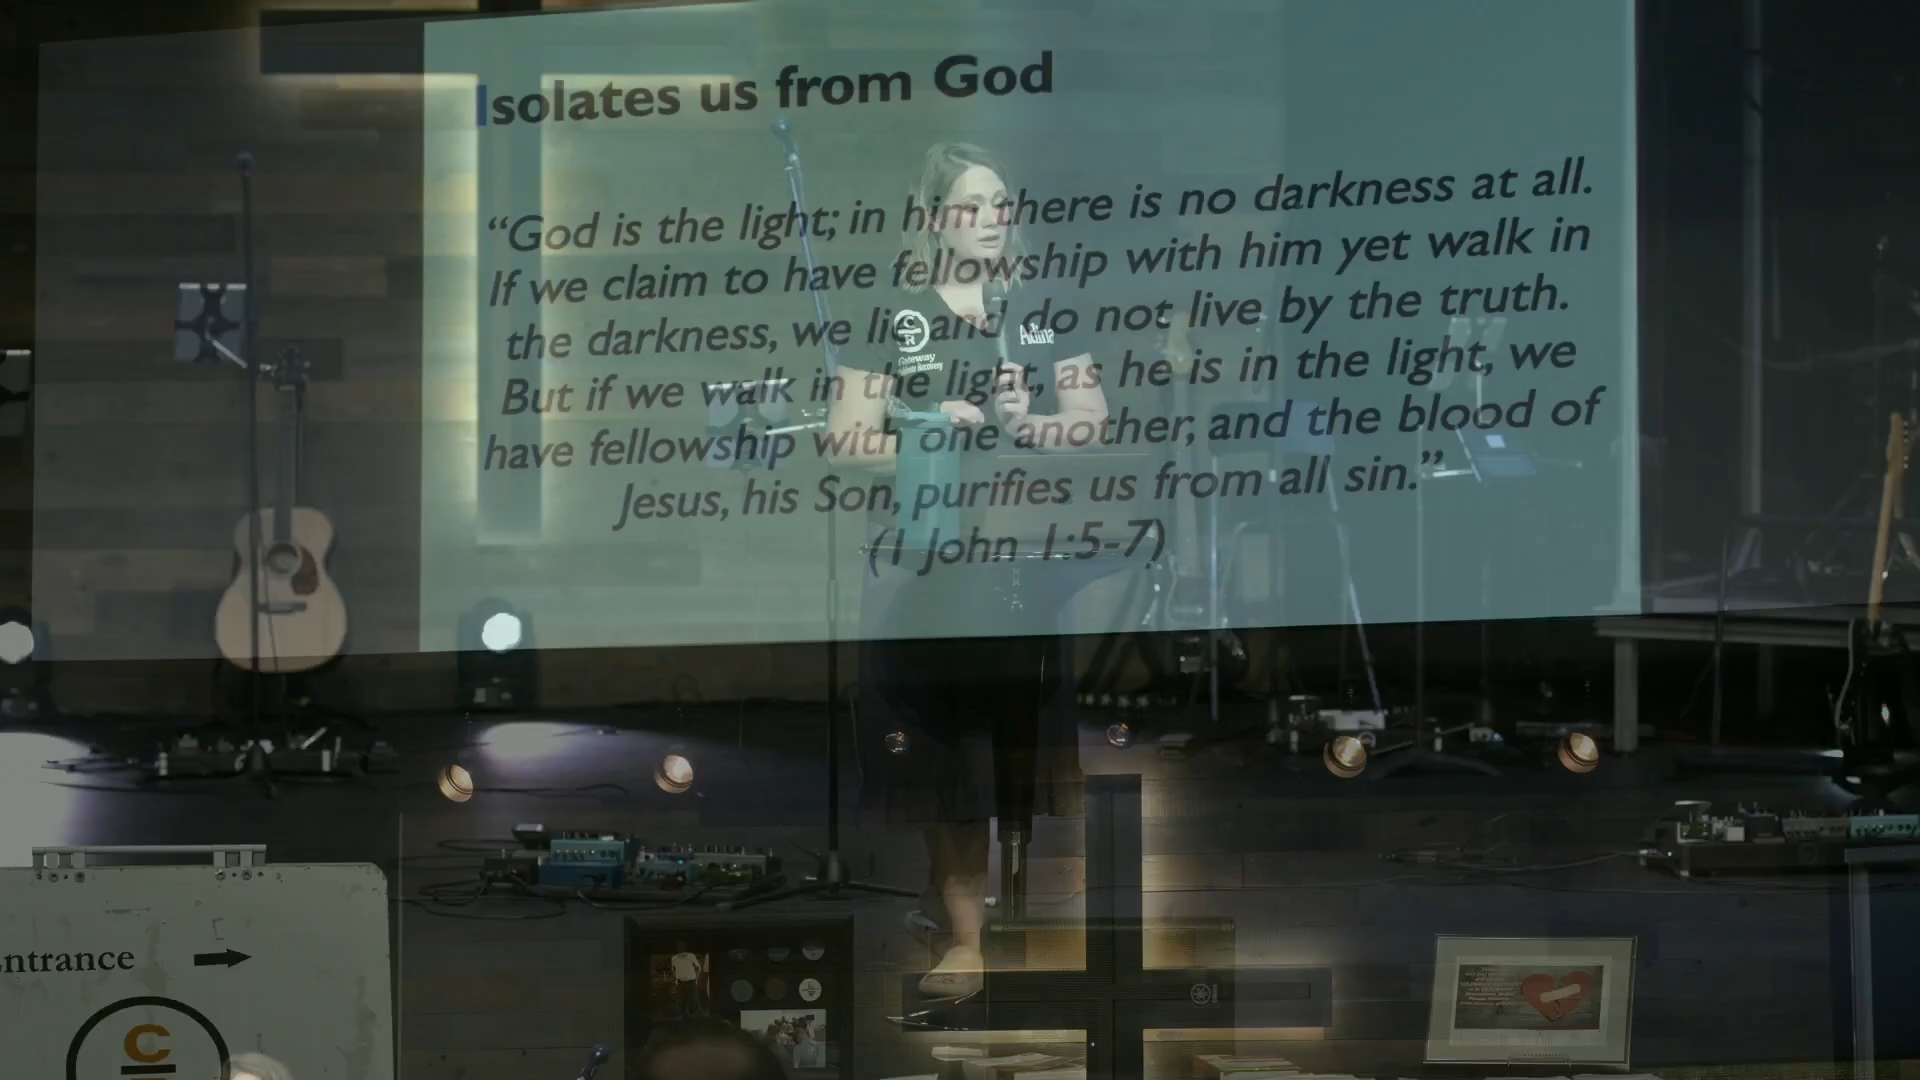 Isolates us from God
“God is the light; in him there is no darkness at all.
If we claim to have fellowship with him yet walk in
the darkness, we lie and do not live by the truth.
But if we walk in the light, as he is in the light, we
have fellowship with one another, and the blood of
Jesus, his Son, purifies us from all sin.”
(1 John 1:5-7)
C
R
Gateway
Recovery
Adina
ntrance
C